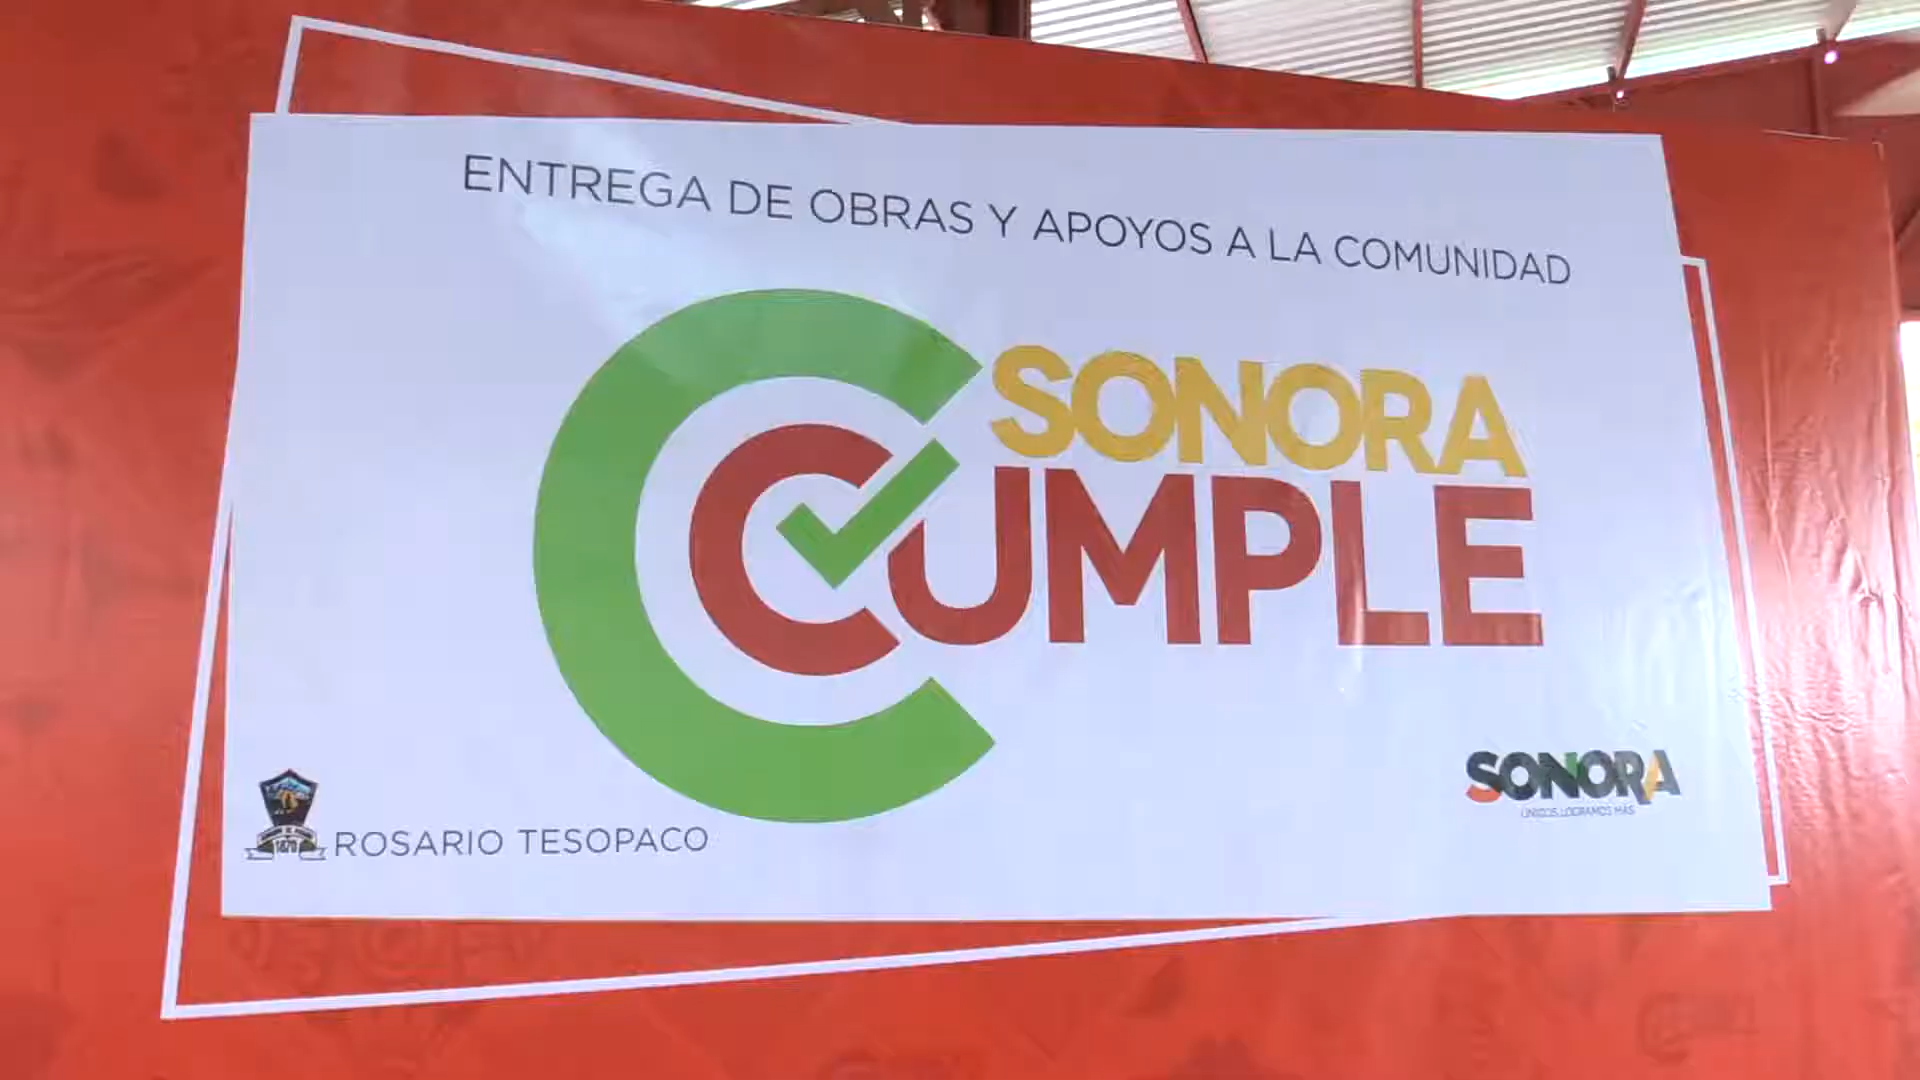 ENTREGA DE OBRAS Y APOYOS A LA COMUNIDAD
SONORA
CUMPLE
ROSARIO TESOPACO
SONORA
UNIDOS LOGRAMOS MÁS